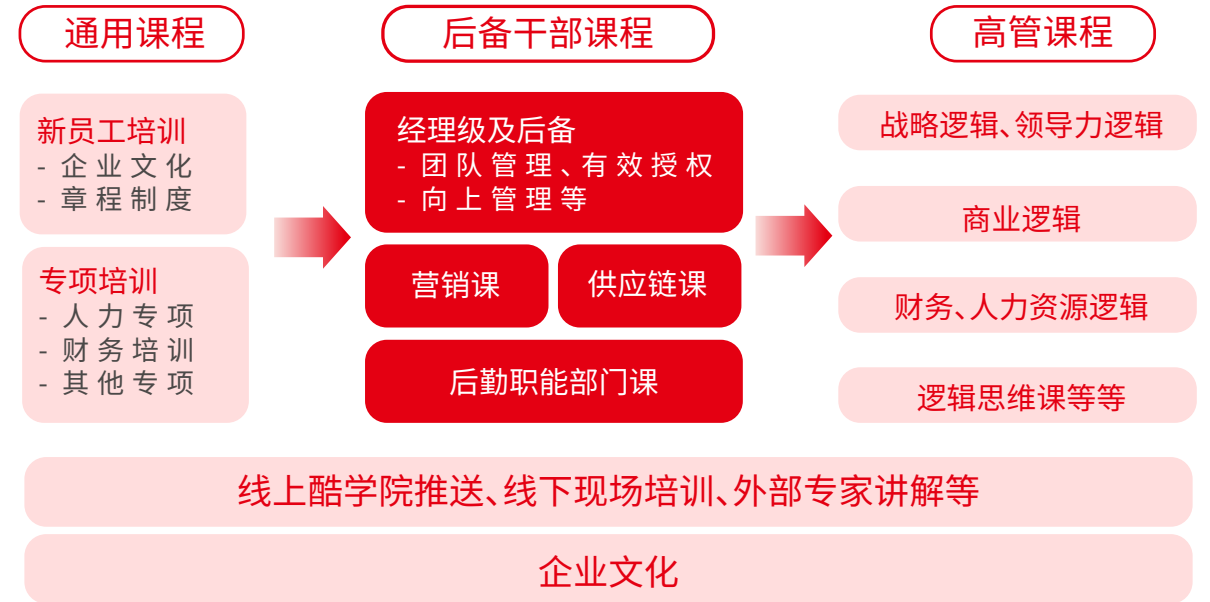 通用课程
后备干部课程
高管课程
新员工培训
- 企业文化
- 章程制度
专项培训
- 人力专项
- 财务培训
- 其他专项
经理级及后备
- 团队管理、有效授权
- 向上管理等
营销课
供应链课
后勤职能部门课
战略逻辑、领导力逻辑
商业逻辑
财务、人力资源逻辑
逻辑思维课等等
线上酷学院推送、线下现场培训、外部专家讲解等
企业文化